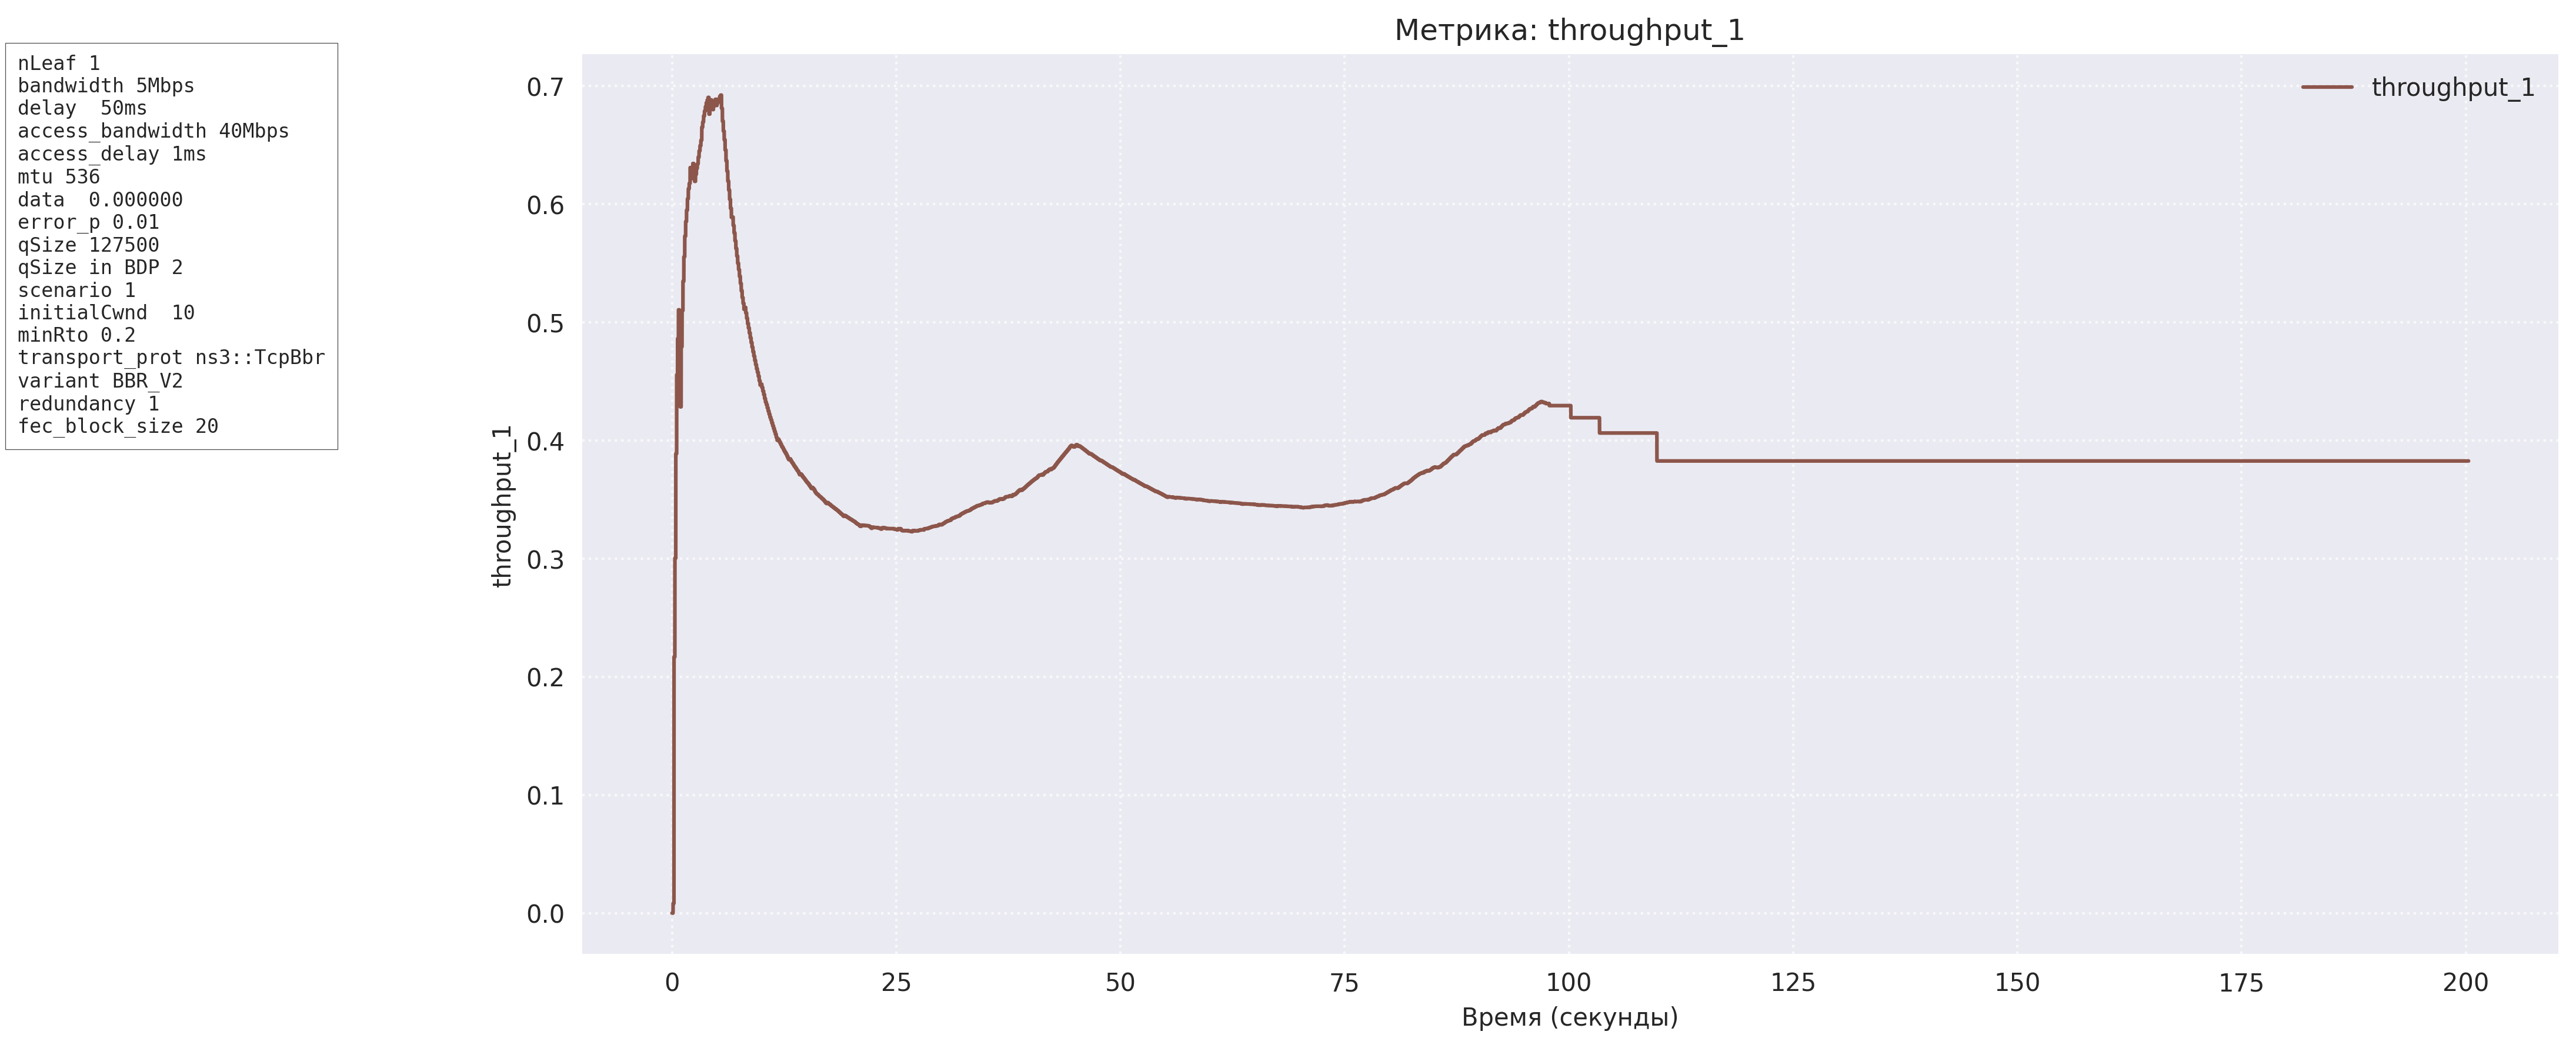 Метрика: throughput_1
nLeaf 1
bandwidth 5Mbps
delay  50ms
access_bandwidth 40Mbps
access_delay 1ms
mtu 536
data  0.000000
error_p 0.01
qSize 127500
qSize in BDP 2
scenario 1
initialCwnd  10
minRto 0.2
transport_prot ns3::TcpBbr
variant BBR_V2
redundancy 1
fec_block_size 20
throughput_1
throughput_1
0.7
0.6
0.5
0.4
0.3
0.2
0.1
0.0
0 25 50 75 100 125 150 175 200
Время (секунды)